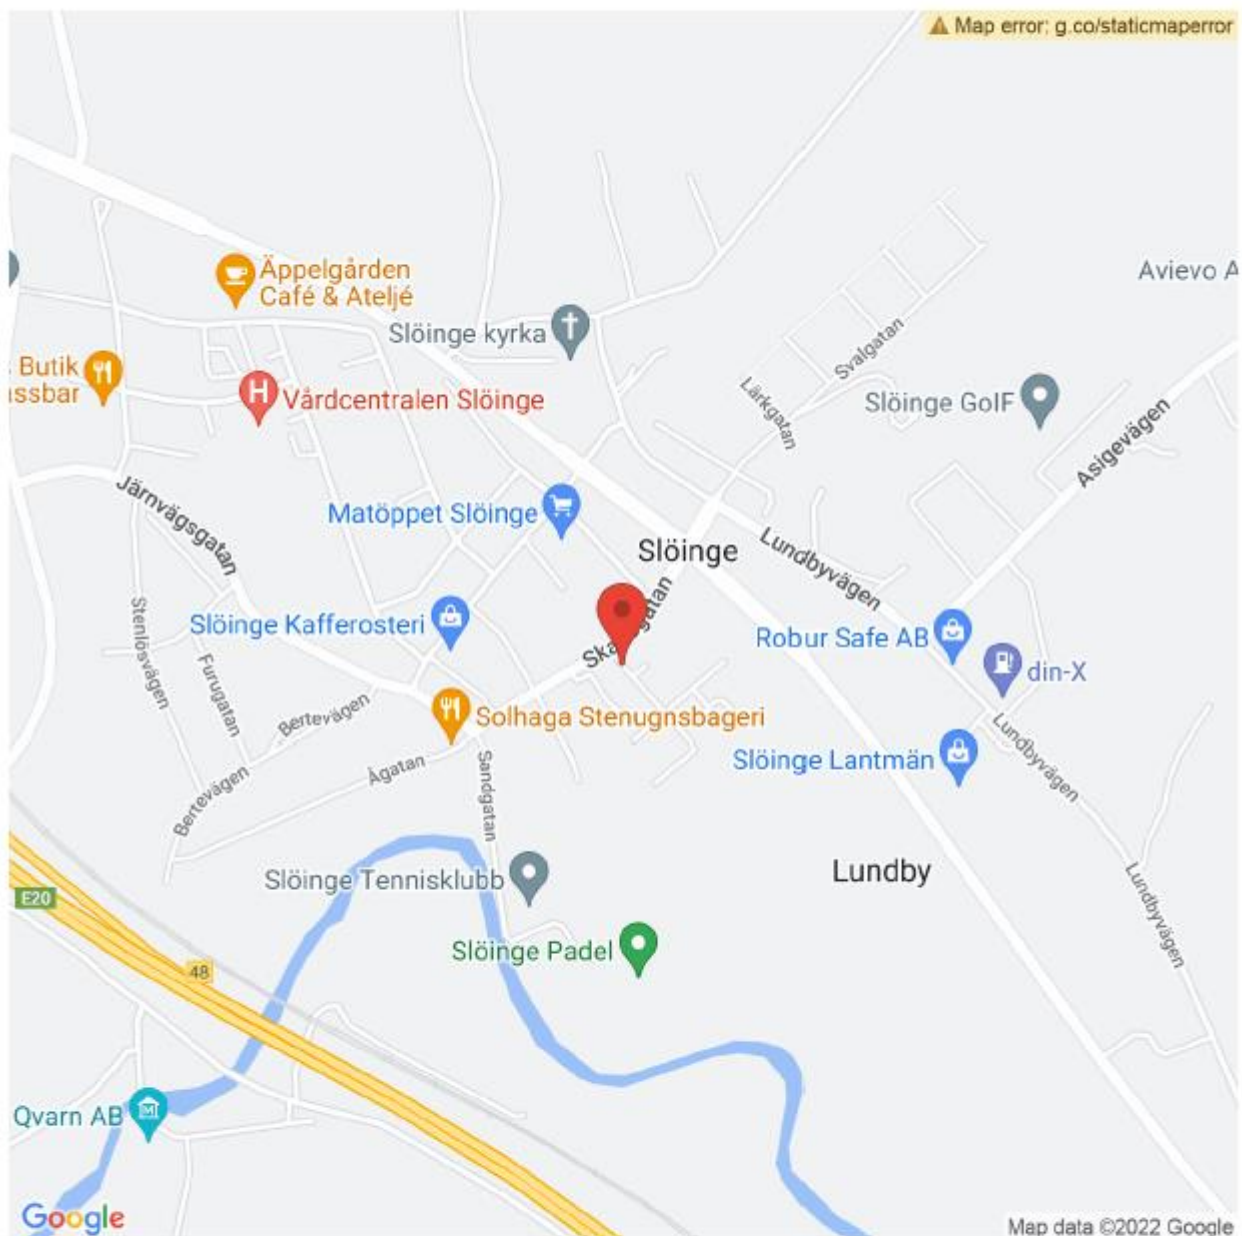 Map error: g.co/staticmaperror
Äppelgården
Café & Ateljé
Avievo A
Slöinge kyrka
Svalgatan
Butik
ssbar
Vårdcentralen Slöinge
Lärkgatan
Slöinge GoIF
Asigevägen
Järnvägsgatan
Matöppet Slöinge
Slöinge
Lundbyvägen
Stenlösvägen
Slöinge Kafferosteri
Robur Safe AB
din-X
Furugatan
Bertevägen
Solhaga Stenugnsbageri
Lundbyvägen
Ågatan
Sandgatan
Slöinge Lantmän
Bertevägen
Slöinge Tennisklubb
Lundby
Lundbyvägen
E20
Slöinge Padel
48
Qvarn AB
Google
Map data ©2022 Google